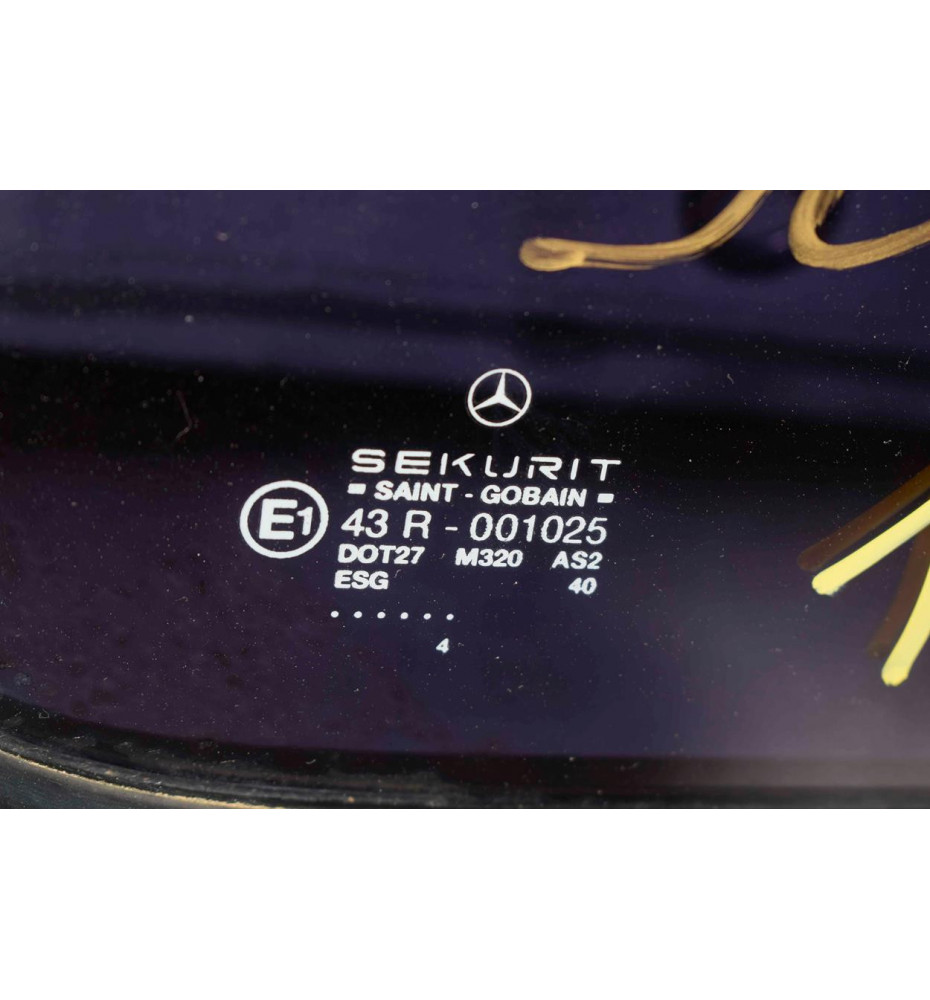 SEKURIT
SAINT - GOBAIN
E1 43 R - 001025
DOT27 M320 AS2
ESG 40
. . . . . .
4